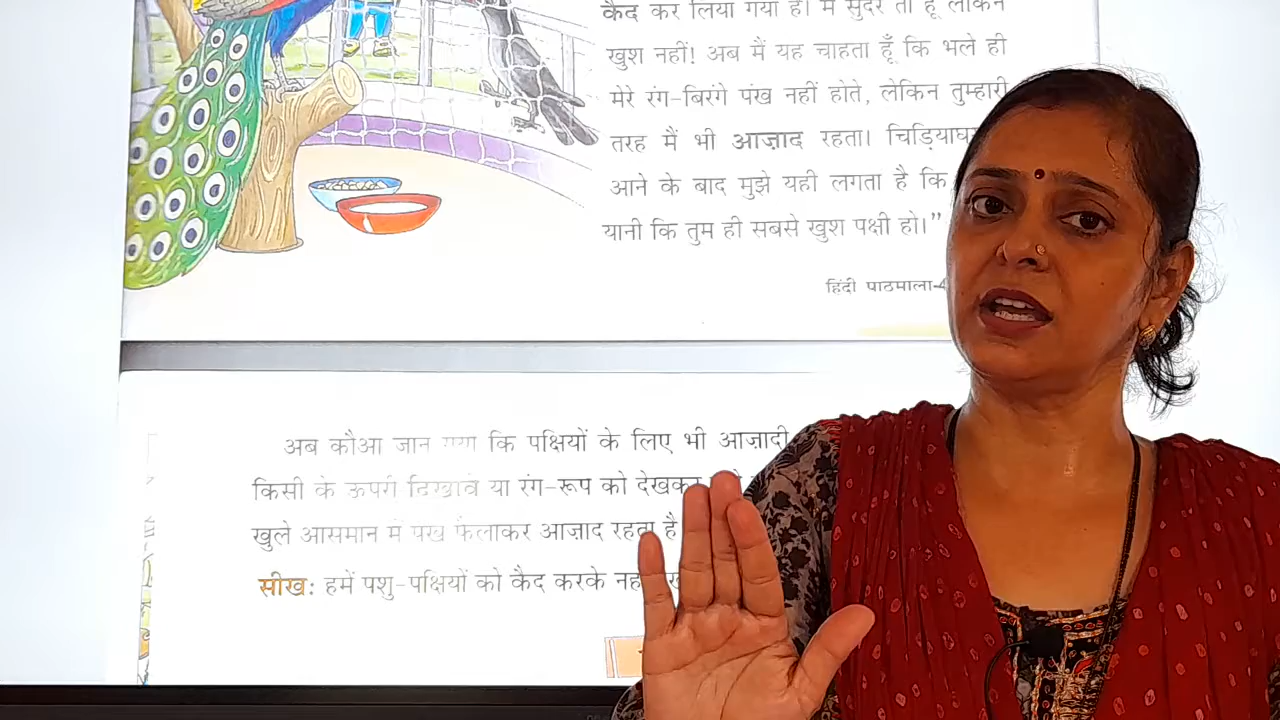 कैद कर लिया गया है। मैं सुंदर तो हूँ लेकिन
खुश नहीं! अब मैं यह चाहता हूँ कि भले ही
मेरे रंग-बिरंगे पंख नहीं होते, लेकिन तुम्हारी
तरह मैं भी आज़ाद रहता। चिड़ियाघर
आने के बाद मुझे यही लगता है कि
यानी कि तुम ही सबसे खुश पक्षी हो।”
हिंदी पाठमाला-4
अब कौआ जान गया कि पक्षियों के लिए भी आज़ादी
किसी के ऊपरी दिखावे या रंग-रूप को देखकर
खुले आसमान में पंख फैलाकर आज़ाद रहता है
सीख: हमें पशु-पक्षियों को कैद करके